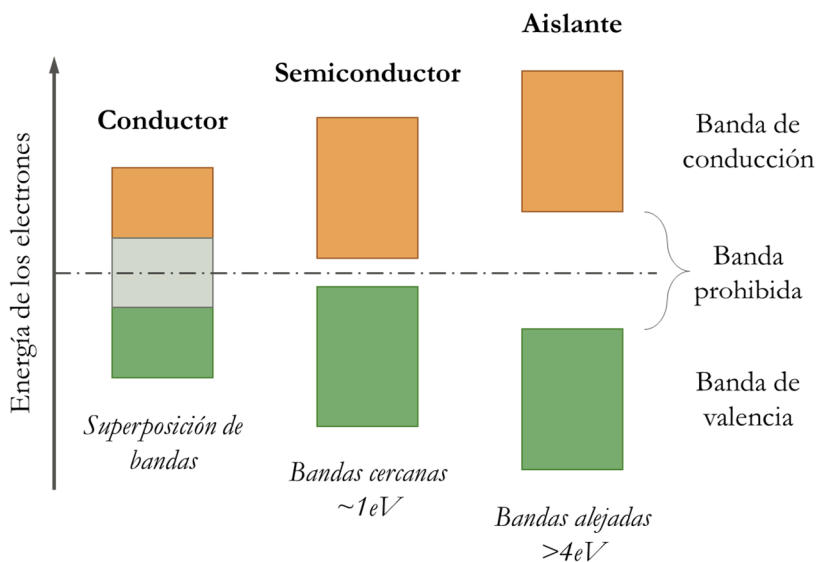 Aislante
Semiconductor
Conductor
Energía de los electrones
Banda de
conducción
Banda
prohibida
Banda de
valencia
Superposición de
bandas
Bandas cercanas
~1eV
Bandas alejadas
>4eV